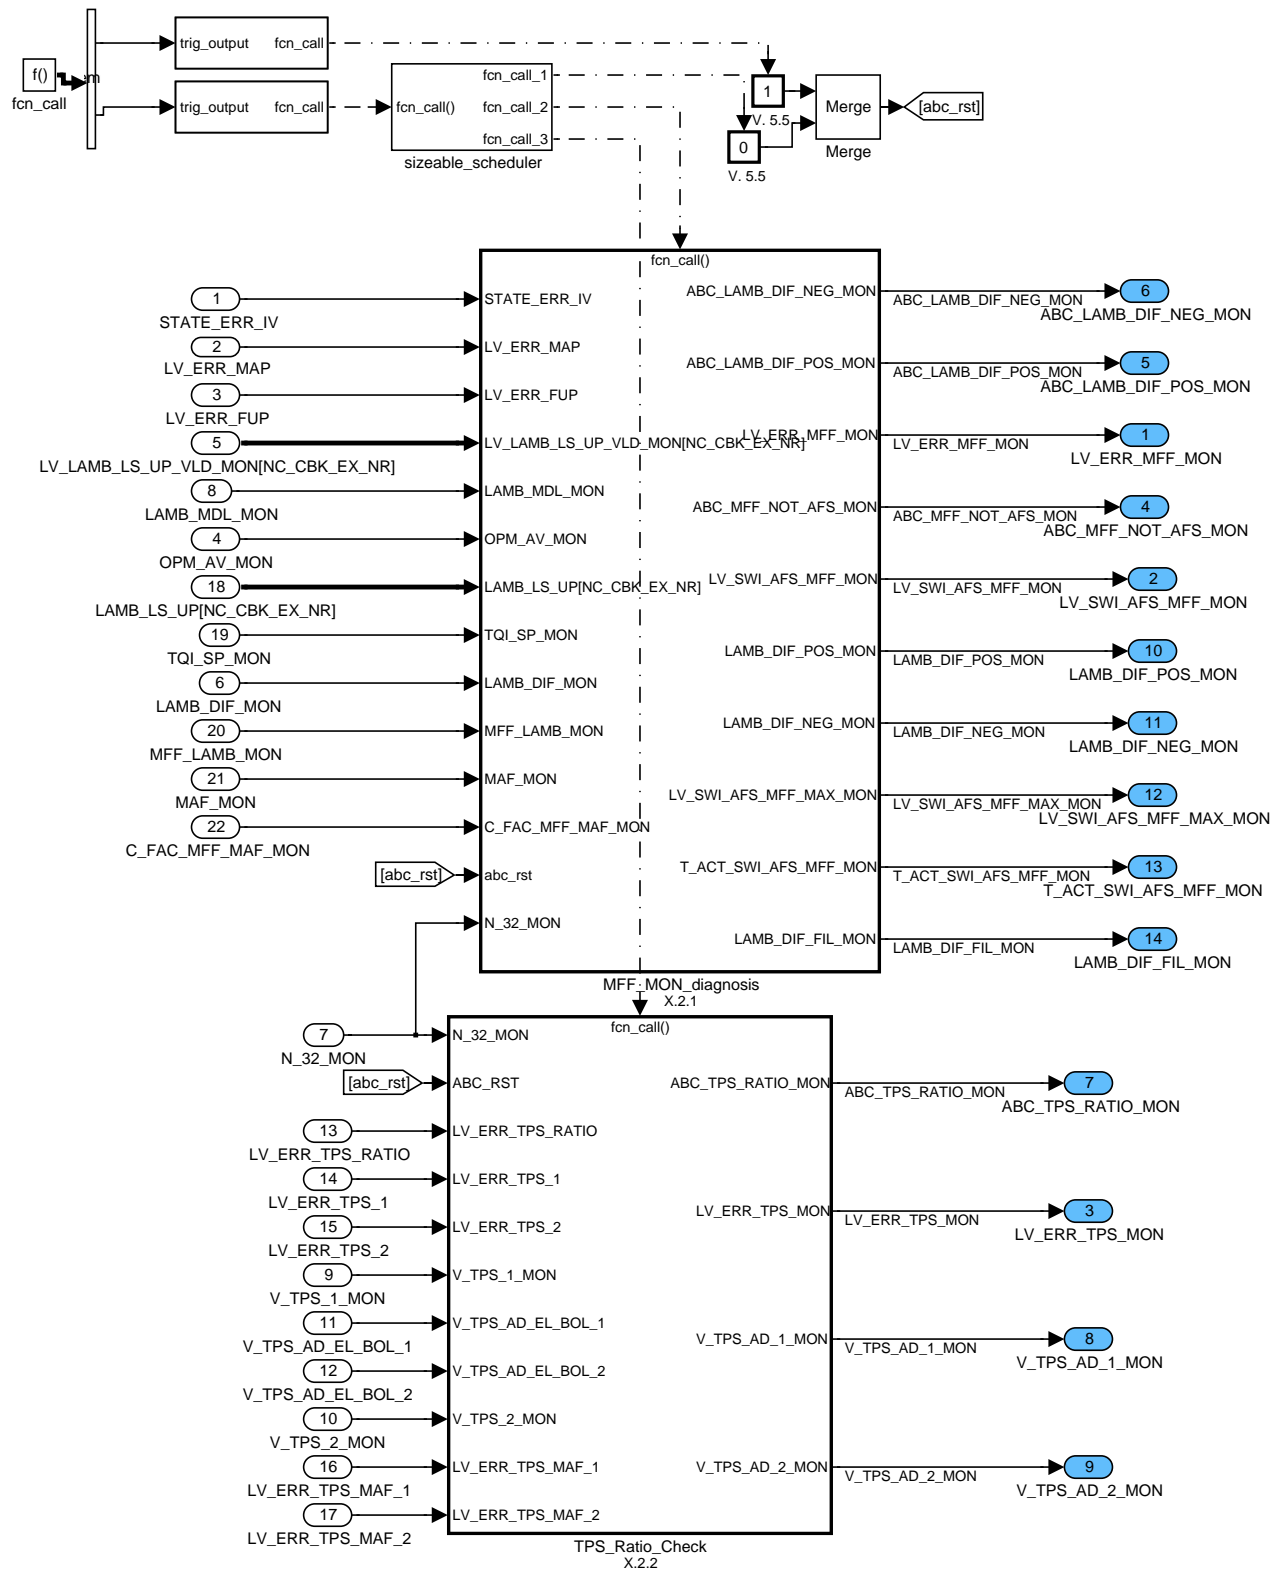 trig_output fcn_call
f()
em
fcn_call
trig_output fcn_call
fcn_call()
fcn_call_1
fcn_call_2
fcn_call_3
sizeable_scheduler
1
V. 5.5
0
V. 5.5
Merge
Merge
[abc_rst]
fcn_call()
1
STATE_ERR_IV
2
LV_ERR_MAP
3
LV_ERR_FUP
5
LV_LAMB_LS_UP_VLD_MON[NC_CBK_EX_NR]
8
LAMB_MDL_MON
4
OPM_AV_MON
18
LAMB_LS_UP[NC_CBK_EX_NR]
19
TQI_SP_MON
6
LAMB_DIF_MON
20
MFF_LAMB_MON
21
MAF_MON
22
C_FAC_MFF_MAF_MON
[abc_rst]
STATE_ERR_IV
LV_ERR_MAP
LV_ERR_FUP
LV_LAMB_LS_UP_VLD_MON[NC_CBK_EX_NR]
LAMB_MDL_MON
OPM_AV_MON
LAMB_LS_UP[NC_CBK_EX_NR]
TQI_SP_MON
LAMB_DIF_MON
MFF_LAMB_MON
MAF_MON
C_FAC_MFF_MAF_MON
abc_rst
N_32_MON
ABC_LAMB_DIF_NEG_MON
ABC_LAMB_DIF_POS_MON
LV_ERR_MFF_MON
ABC_MFF_NOT_AFS_MON
LV_SWI_AFS_MFF_MON
LAMB_DIF_POS_MON
LAMB_DIF_NEG_MON
LV_SWI_AFS_MFF_MAX_MON
T_ACT_SWI_AFS_MFF_MON
LAMB_DIF_FIL_MON
ABC_LAMB_DIF_NEG_MON
6
ABC_LAMB_DIF_NEG_MON
ABC_LAMB_DIF_POS_MON
5
ABC_LAMB_DIF_POS_MON
LV_ERR_MFF_MON
1
LV_ERR_MFF_MON
ABC_MFF_NOT_AFS_MON
4
ABC_MFF_NOT_AFS_MON
LV_SWI_AFS_MFF_MON
2
LV_SWI_AFS_MFF_MON
LAMB_DIF_POS_MON
10
LAMB_DIF_POS_MON
LAMB_DIF_NEG_MON
11
LAMB_DIF_NEG_MON
LV_SWI_AFS_MFF_MAX_MON
12
LV_SWI_AFS_MFF_MAX_MON
T_ACT_SWI_AFS_MFF_MON
13
T_ACT_SWI_AFS_MFF_MON
LAMB_DIF_FIL_MON
14
LAMB_DIF_FIL_MON
MFF_MON_diagnosis
X.2.1
fcn_call()
7
N_32_MON
[abc_rst]
13
LV_ERR_TPS_RATIO
14
LV_ERR_TPS_1
15
LV_ERR_TPS_2
9
V_TPS_1_MON
11
V_TPS_AD_EL_BOL_1
12
V_TPS_AD_EL_BOL_2
10
V_TPS_2_MON
16
LV_ERR_TPS_MAF_1
17
LV_ERR_TPS_MAF_2
N_32_MON
ABC_RST
LV_ERR_TPS_RATIO
LV_ERR_TPS_1
LV_ERR_TPS_2
V_TPS_1_MON
V_TPS_AD_EL_BOL_1
V_TPS_AD_EL_BOL_2
V_TPS_2_MON
LV_ERR_TPS_MAF_1
LV_ERR_TPS_MAF_2
ABC_TPS_RATIO_MON
LV_ERR_TPS_MON
V_TPS_AD_1_MON
V_TPS_AD_2_MON
ABC_TPS_RATIO_MON
7
ABC_TPS_RATIO_MON
LV_ERR_TPS_MON
3
LV_ERR_TPS_MON
V_TPS_AD_1_MON
8
V_TPS_AD_1_MON
V_TPS_AD_2_MON
9
V_TPS_AD_2_MON
TPS_Ratio_Check
X.2.2